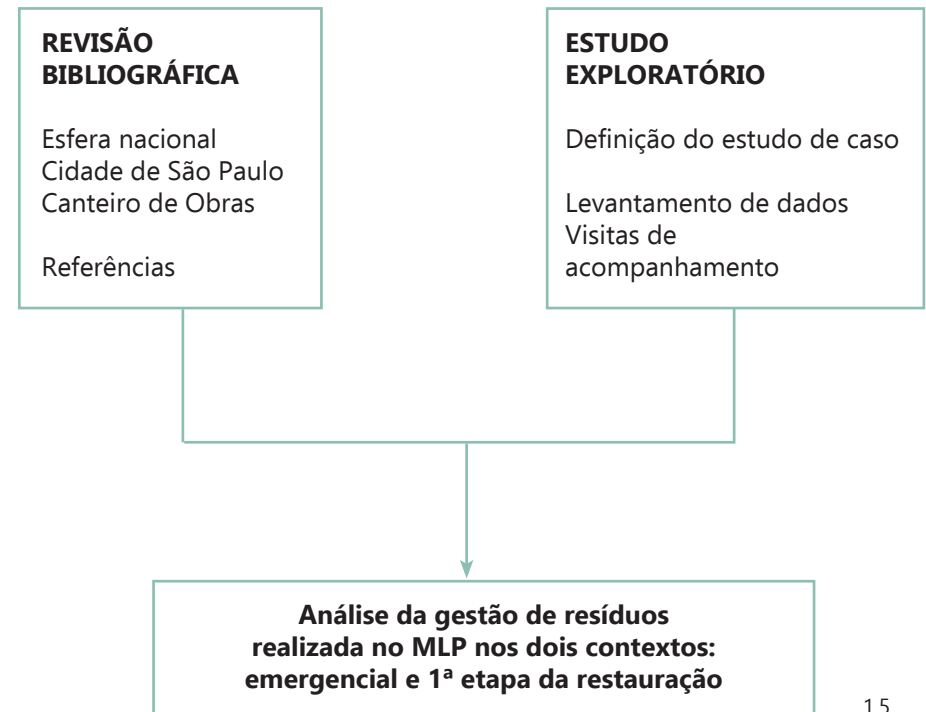 REVISÃO
BIBLIOGRÁFICA
Esfera nacional
Cidade de São Paulo
Canteiro de Obras
Referências
ESTUDO
EXPLORATÓRIO
Definição do estudo de caso
Levantamento de dados
Visitas de
acompanhamento
Análise da gestão de resíduos
realizada no MLP nos dois contextos:
emergencial e 1ª etapa da restauração
15